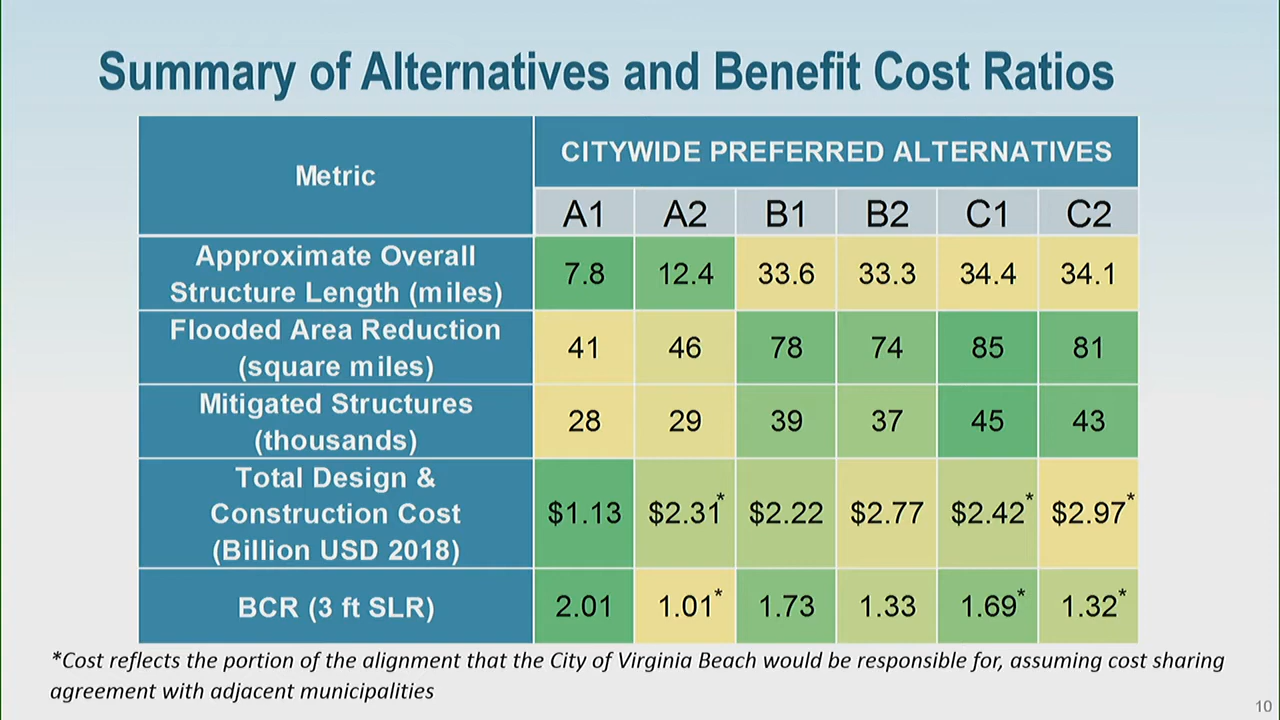 Summary of Alternatives and Benefit Cost Ratios
Metric
CITYWIDE PREFERRED ALTERNATIVES
A1 A2 B1 B2 C1 C2
Approximate Overall
Structure Length (miles)
7.8 12.4 33.6 33.3 34.4 34.1
Flooded Area Reduction
(square miles)
41 46 78 74 85 81
Mitigated Structures
(thousands)
28 29 39 37 45 43
Total Design &
Construction Cost
(Billion USD 2018)
$1.13 $2.31* $2.22 $2.77 $2.42* $2.97*
BCR (3 ft SLR) 2.01 1.01* 1.73 1.33 1.69* 1.32*
*Cost reflects the portion of the alignment that the City of Virginia Beach would be responsible for, assuming cost sharing
agreement with adjacent municipalities
10